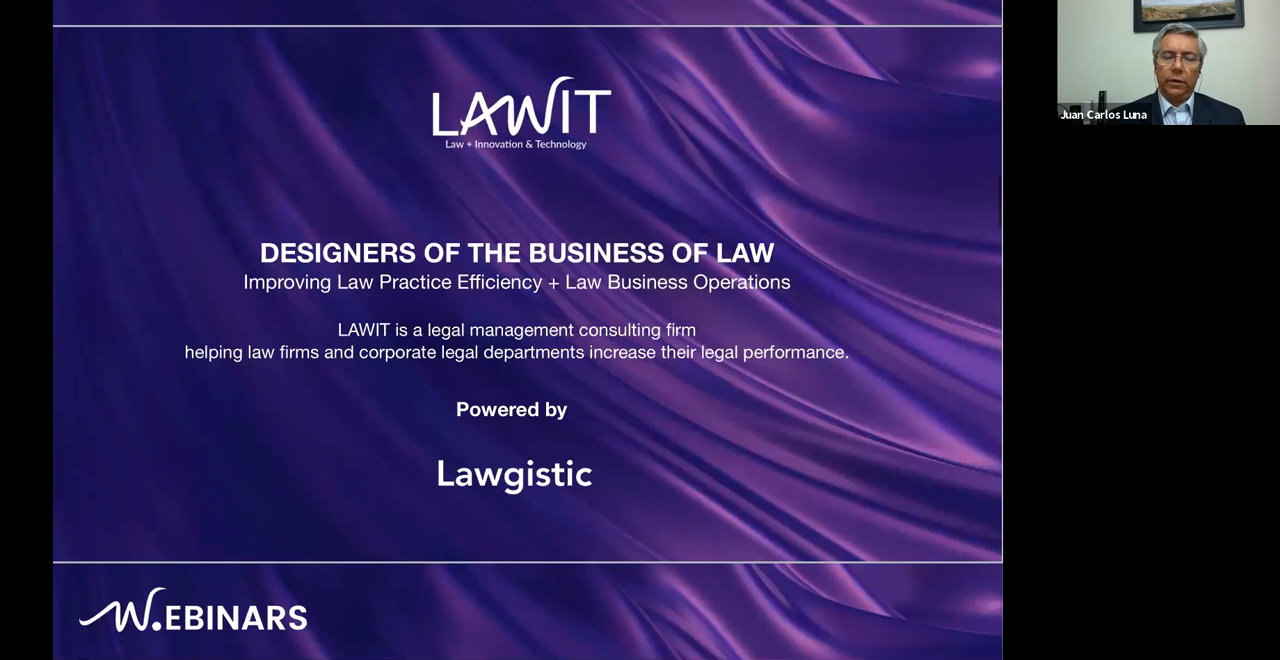 LAWIT
Law + Innovation & Technology
DESIGNERS OF THE BUSINESS OF LAW
Improving Law Practice Efficiency + Law Business Operations
LAWIT is a legal management consulting firm
helping law firms and corporate legal departments increase their legal performance.
Powered by
Lawgistic
W.EBINARS
Juan Carlos Luna